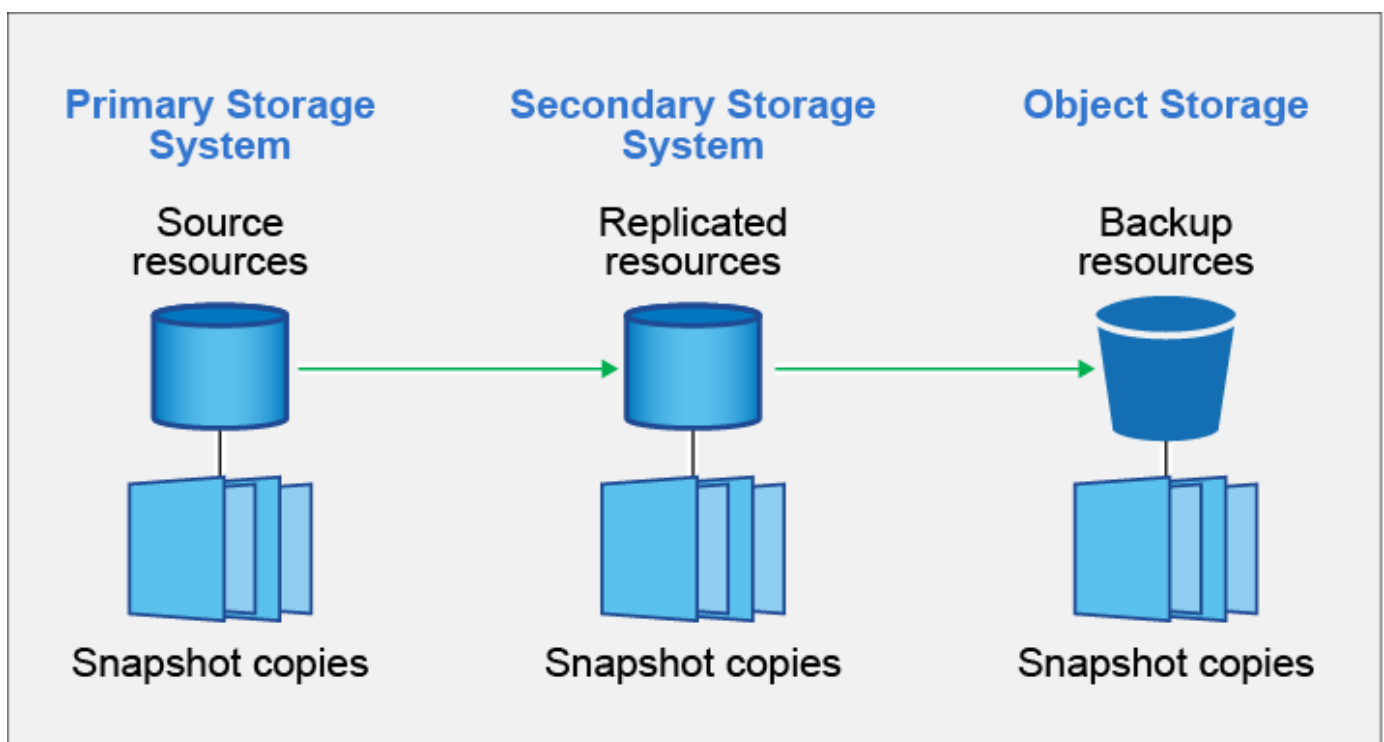 Primary Storage
System
Secondary Storage
System
Object Storage
Source
resources
Replicated
resources
Backup
resources
Snapshot copies
Snapshot copies
Snapshot copies